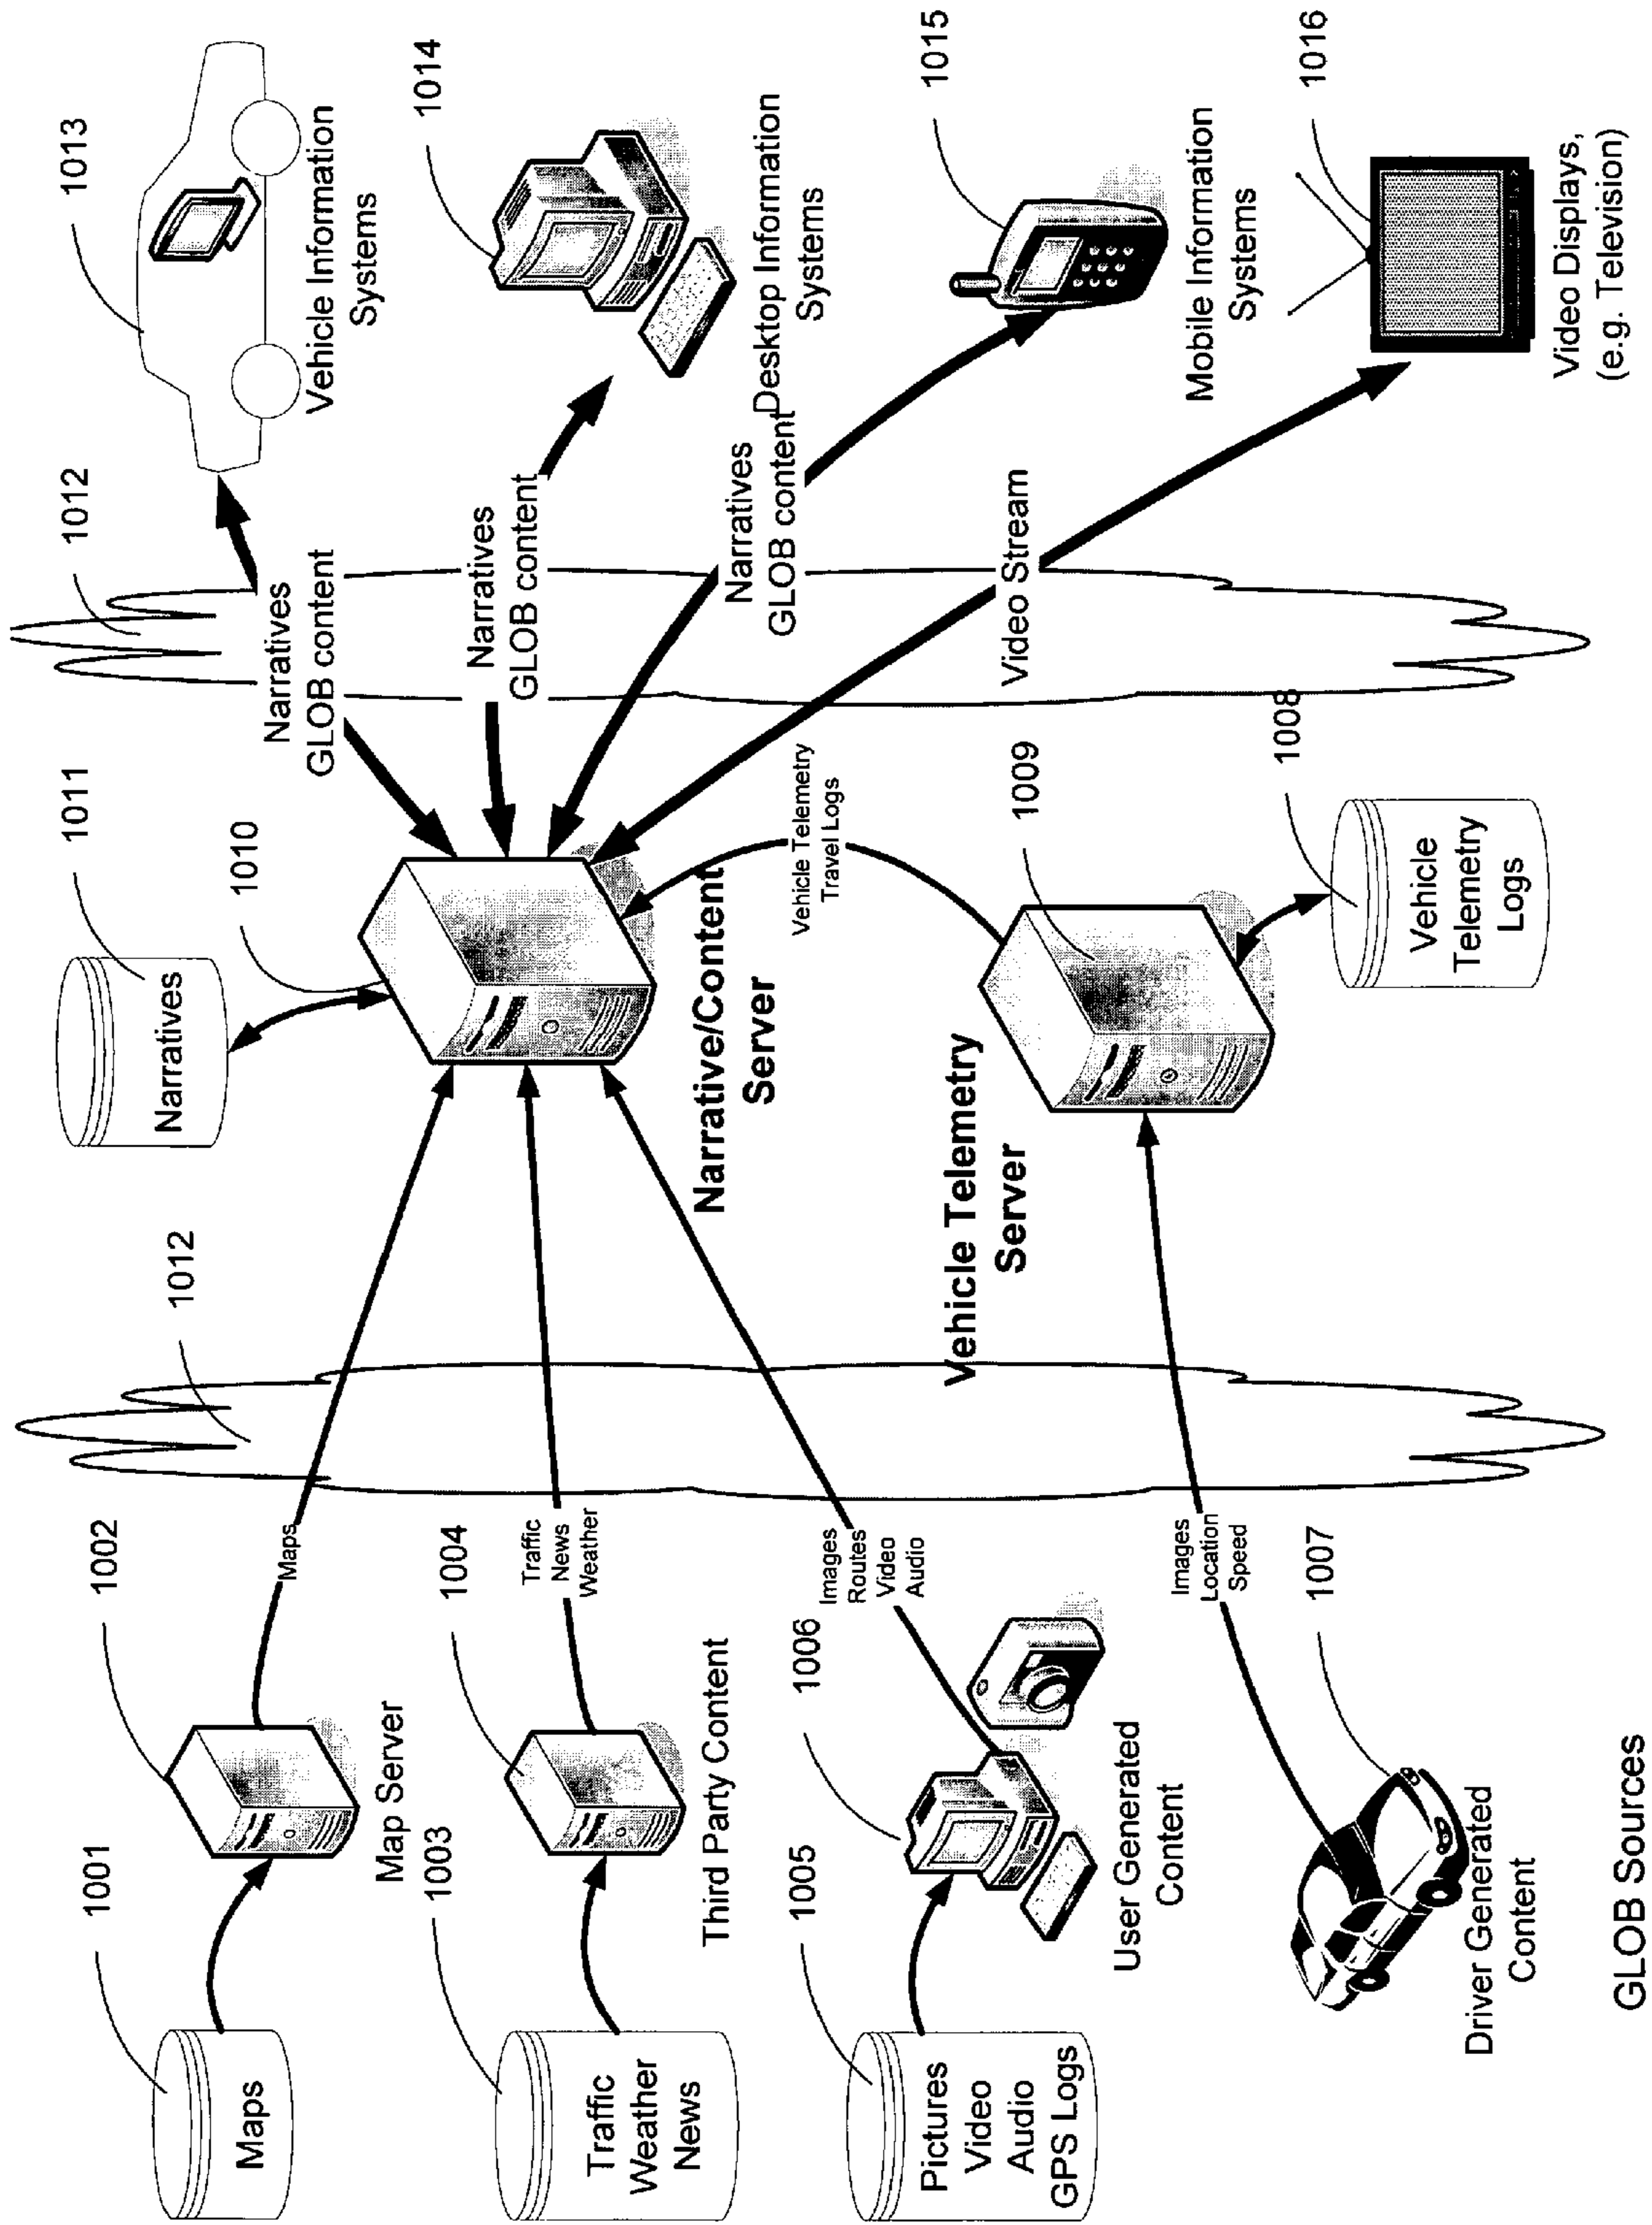 1001
Maps
1002
Map Server
Maps
1003
Traffic
Weather
News
1004
Third Party Content
Traffic
News
Weather
1005
Pictures
Video
Audio
GPS Logs
1006
User Generated
Content
Images
Routes
Video
Audio
1007
Driver Generated
Content
Images
Location
Speed
GLOB Sources
1012
1011
Narratives
1010
Narrative/Content
Server
Vehicle Telemetry
Travel Logs
Vehicle Telemetry
Server
1009
1008
Vehicle
Telemetry
Logs
1012
Narratives
GLOB content
Narratives
GLOB content
Narratives
GLOB content
Video Stream
1013
Vehicle Information
Systems
1014
Desktop Information
Systems
1015
Mobile Information
Systems
1016
Video Displays,
(e.g. Television)